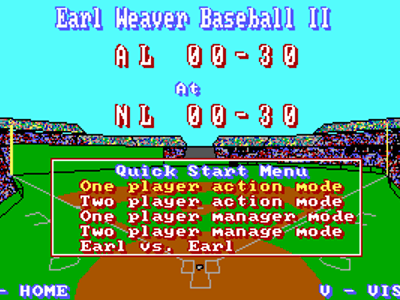 Earl Weaver Baseball II
AL 00-30
At
NL 00-30
Quick Start Menu
One player action mode
Two player action mode
One player manager mode
Two player manage mode
Earl vs. Earl
- HOME
V - VIS